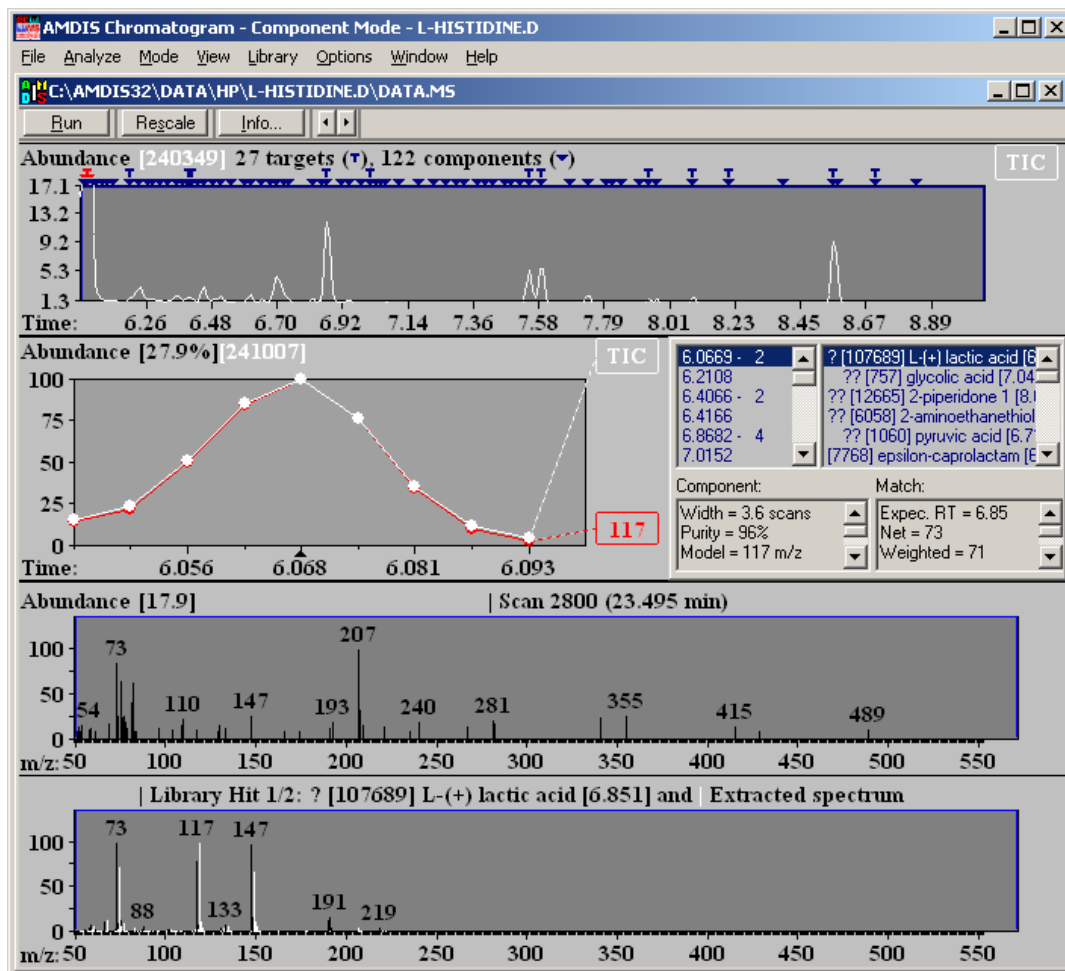 AMDIS Chromatogram - Component Mode - L-HISTIDINE.D
File Analyze Mode View Library Options Window Help
C:\AMDIS32\DATA\HP\L-HISTIDINE.D\DATA.MS
Run Rescale Info...
Abundance [240349] 27 targets (T), 122 components (▼)
TIC
17.1
13.2
9.2
5.3
1.3
Time: 6.26 6.48 6.70 6.92 7.14 7.36 7.58 7.79 8.01 8.23 8.45 8.67 8.89
Abundance [27.9%][241007]
TIC
100
75
50
25
0
117
Time: 6.056 6.068 6.081 6.093
6.0669 - 2
6.2108
6.4066 - 2
6.4166
6.8682 - 4
7.0152
? [107689] L-(+) lactic acid [6
?? [757] glycolic acid [7.04
?? [12665] 2-piperidone 1 [8.
?? [6058] 2-aminoethanethiol
?? [1060] pyruvic acid [6.7
[7768] epsilon-caprolactam [6
Component:
Width = 3.6 scans
Purity = 96%
Model = 117 m/z
Match:
Expec. RT = 6.85
Net = 73
Weighted = 71
Abundance [17.9] | Scan 2800 (23.495 min)
100
50
0
73 207
54 110 147 193 240 281 355 415 489
m/z: 50 100 150 200 250 300 350 400 450 500 550
| Library Hit 1/2: ? [107689] L-(+) lactic acid [6.851] and | Extracted spectrum
100
50
0
73 117 147
88 133 191 219
m/z: 50 100 150 200 250 300 350 400 450 500 550